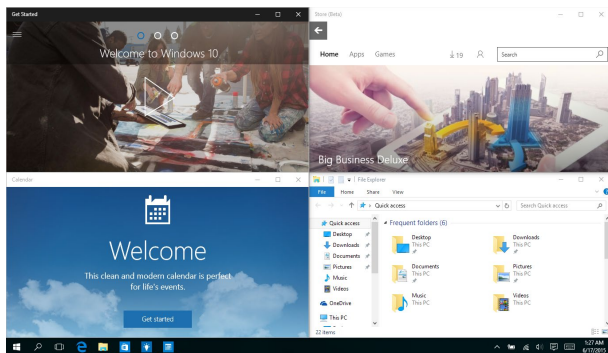 Get Started
Welcome to Windows 10
Store (Beta)
Home Apps Games 19 Search
Big Business Deluxe
Calendar
Welcome
This clean and modern calendar is perfect
for life's events.
Get started
File Explorer
File Home Share View
Quick access Search Quick access
Quick access
Desktop
Downloads
Documents
Pictures
Music
Videos
OneDrive
This PC
Frequent folders (6)
Desktop
This PC
Downloads
This PC
Documents
This PC
Pictures
This PC
Music
This PC
Videos
This PC
22 items
1:27 AM
6/17/2015